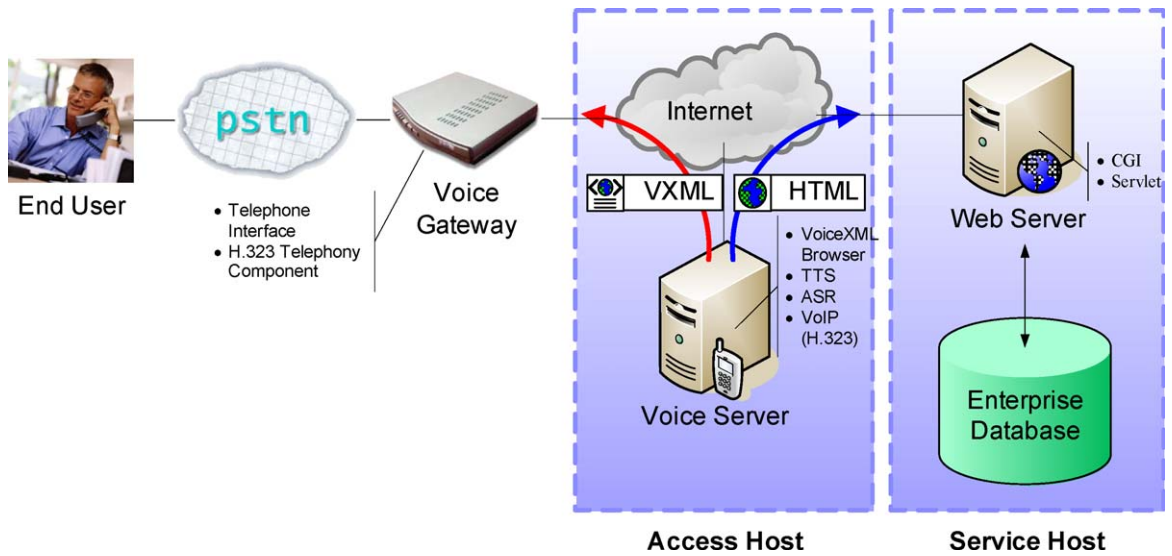 pstn
End User
• Telephone
Interface
• H.323 Telephony
Component
Voice
Gateway
Internet
VXML
HTML
• VoiceXML
Browser
• TTS
• ASR
• VoIP
(H.323)
Voice Server
Access Host
• CGI
• Servlet
Web Server
Enterprise
Database
Service Host